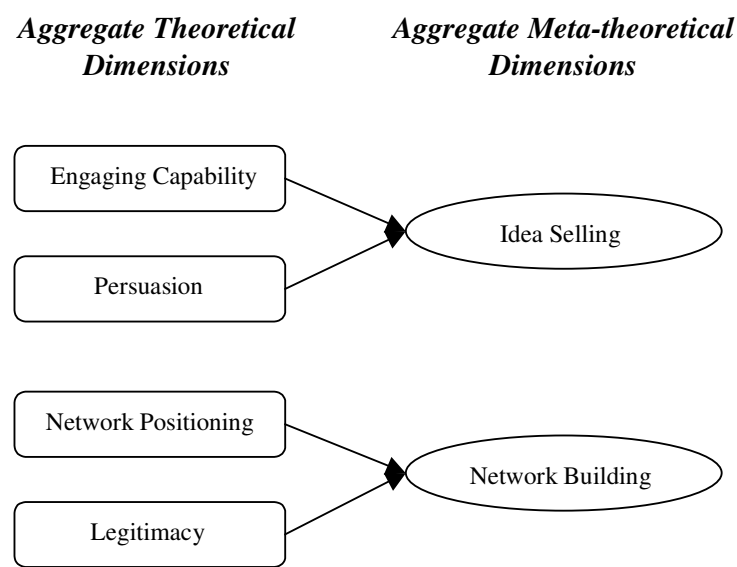 Aggregate Theoretical
Dimensions
Aggregate Meta-theoretical
Dimensions
Engaging Capability
Persuasion
Idea Selling
Network Positioning
Legitimacy
Network Building